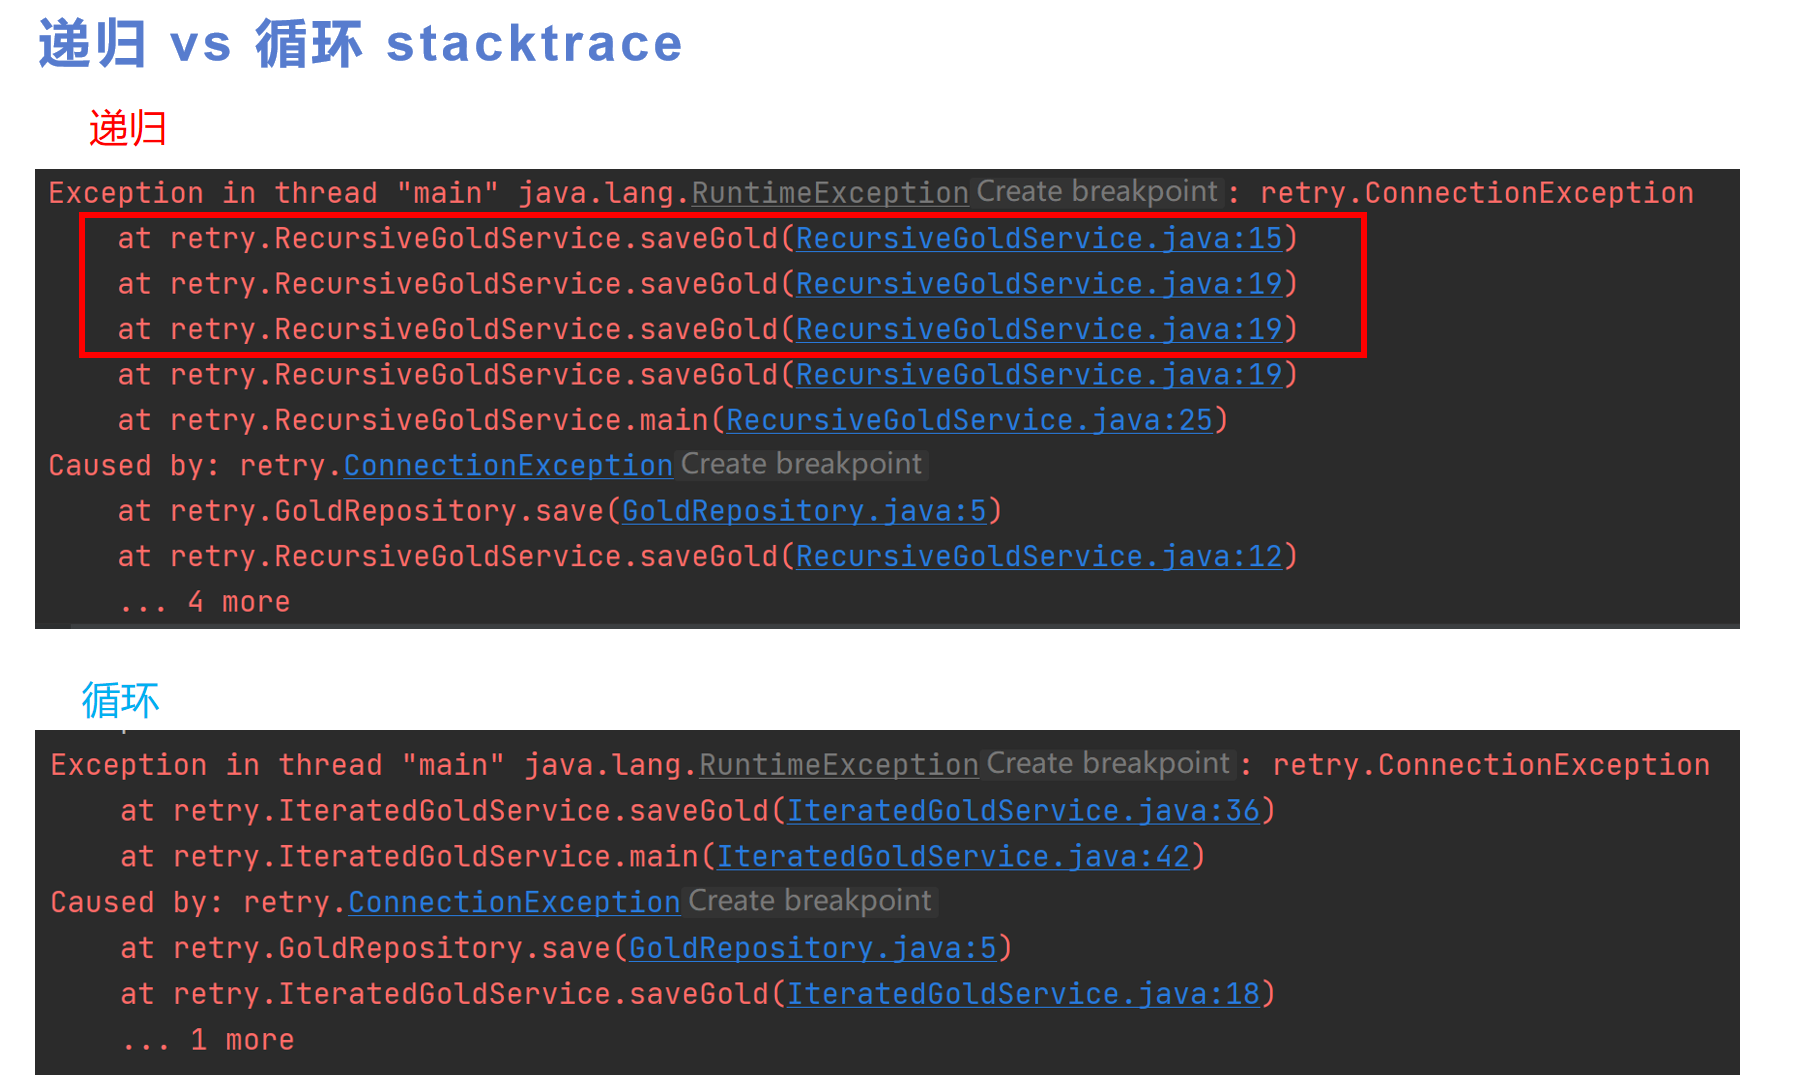 递归 vs 循环 stacktrace
递归
Exception in thread "main" java.lang.RuntimeException Create breakpoint : retry.ConnectionException
at retry.RecursiveGoldService.saveGold(RecursiveGoldService.java:15)
at retry.RecursiveGoldService.saveGold(RecursiveGoldService.java:19)
at retry.RecursiveGoldService.saveGold(RecursiveGoldService.java:19)
at retry.RecursiveGoldService.saveGold(RecursiveGoldService.java:19)
at retry.RecursiveGoldService.main(RecursiveGoldService.java:25)
Caused by: retry.ConnectionException Create breakpoint
at retry.GoldRepository.save(GoldRepository.java:5)
at retry.RecursiveGoldService.saveGold(RecursiveGoldService.java:12)
... 4 more
循环
Exception in thread "main" java.lang.RuntimeException Create breakpoint : retry.ConnectionException
at retry.IteratedGoldService.saveGold(IteratedGoldService.java:36)
at retry.IteratedGoldService.main(IteratedGoldService.java:42)
Caused by: retry.ConnectionException Create breakpoint
at retry.GoldRepository.save(GoldRepository.java:5)
at retry.IteratedGoldService.saveGold(IteratedGoldService.java:18)
... 1 more